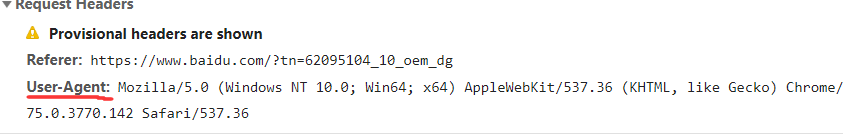 Request Headers
Provisional headers are shown
Referer: https://www.baidu.com/?tn=62095104_10_oem_dg
User-Agent: Mozilla/5.0 (Windows NT 10.0; Win64; x64) AppleWebKit/537.36 (KHTML, like Gecko) Chrome/
75.0.3770.142 Safari/537.36